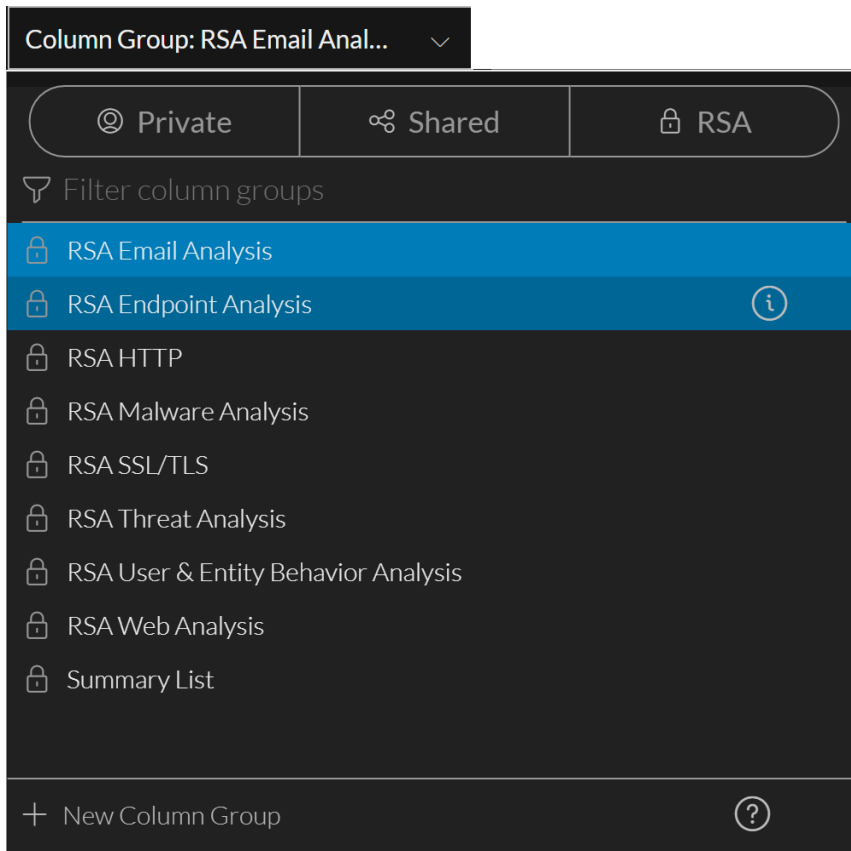 Column Group: RSA Email Anal...
Private Shared RSA
Filter column groups
RSA Email Analysis
RSA Endpoint Analysis
RSA HTTP
RSA Malware Analysis
RSA SSL/TLS
RSA Threat Analysis
RSA User & Entity Behavior Analysis
RSA Web Analysis
Summary List
New Column Group